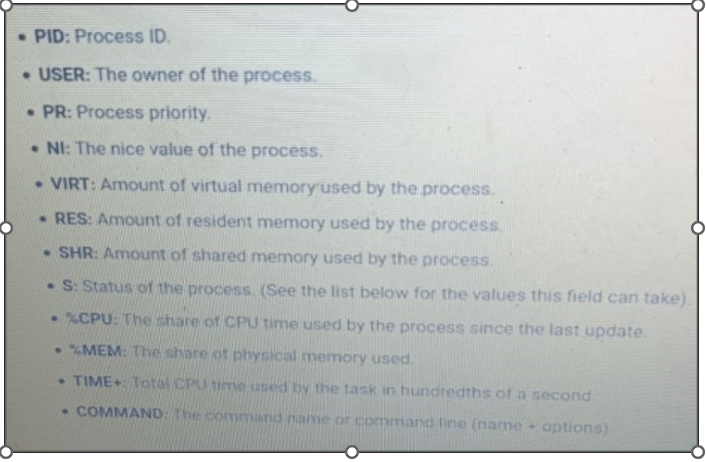 • PID: Process ID.
• USER: The owner of the process.
• PR: Process priority.
• NI: The nice value of the process.
• VIRT: Amount of virtual memory used by the process.
• RES: Amount of resident memory used by the process.
• SHR: Amount of shared memory used by the process.
• S: Status of the process. (See the list below for the values this field can take).
• %CPU: The share of CPU time used by the process since the last update.
• %MEM: The share of physical memory used.
• TIME+: Total CPU time used by the task in hundredths of a second.
• COMMAND: The command name or command line (name + options).